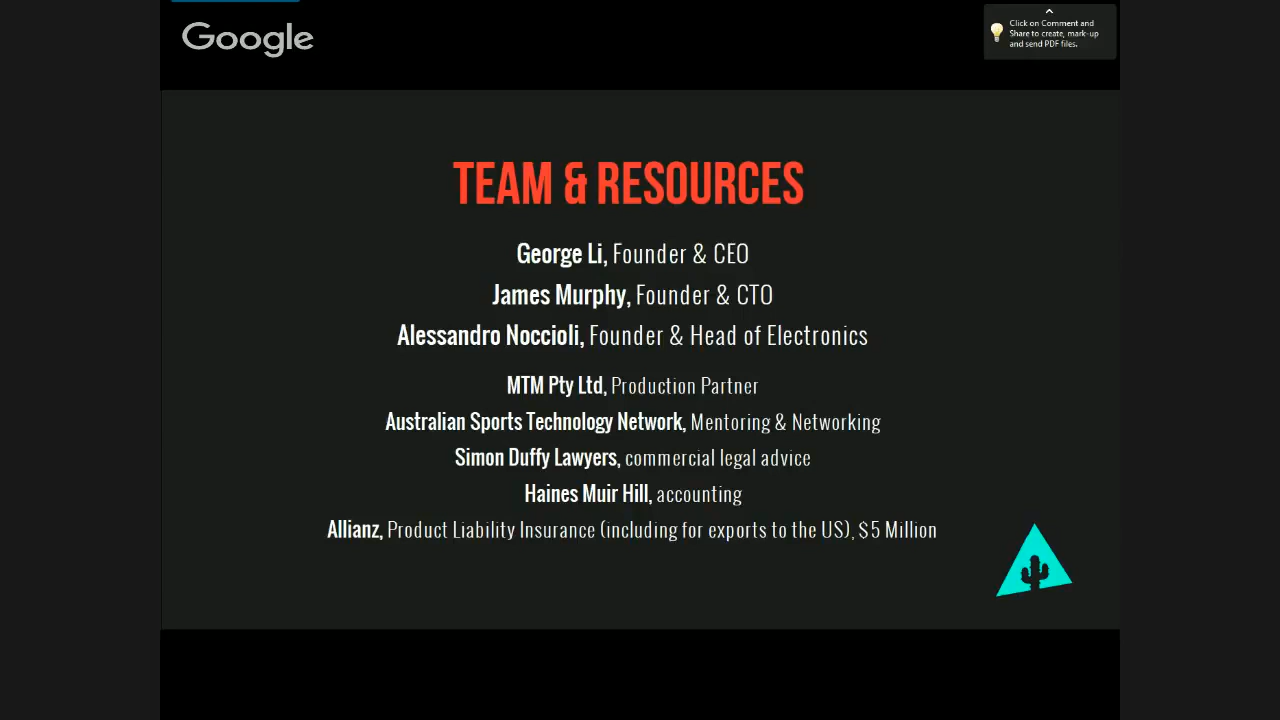 Google
Click on Comment and
Share to create, mark-up
and send PDF files.
TEAM & RESOURCES
George Li, Founder & CEO
James Murphy, Founder & CTO
Alessandro Noccioli, Founder & Head of Electronics
MTM Pty Ltd, Production Partner
Australian Sports Technology Network, Mentoring & Networking
Simon Duffy Lawyers, commercial legal advice
Haines Muir Hill, accounting
Allianz, Product Liability Insurance (including for exports to the US), $5 Million